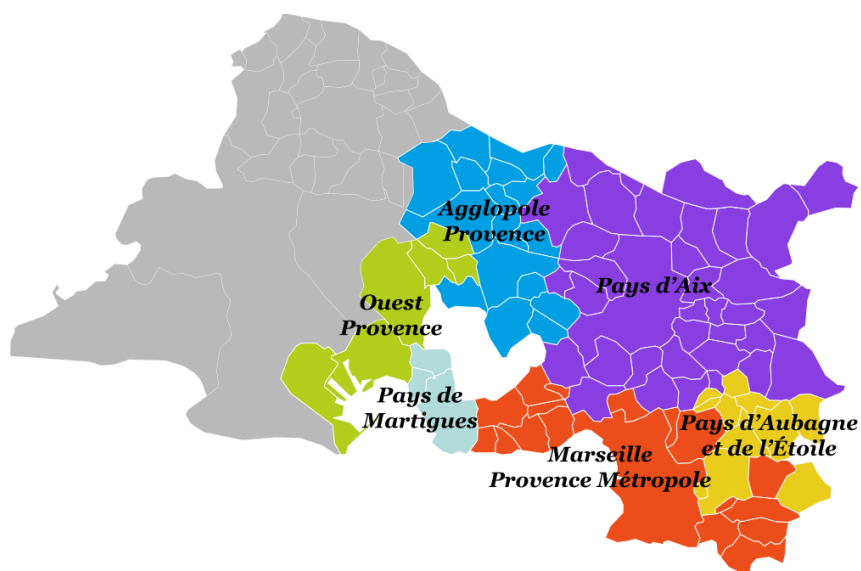 Agglopole
Provence
Pays d'Aix
Ouest
Provence
Pays de
Martigues
Pays d'Aubagne
et de l'Étoile
Marseille
Provence Métropole